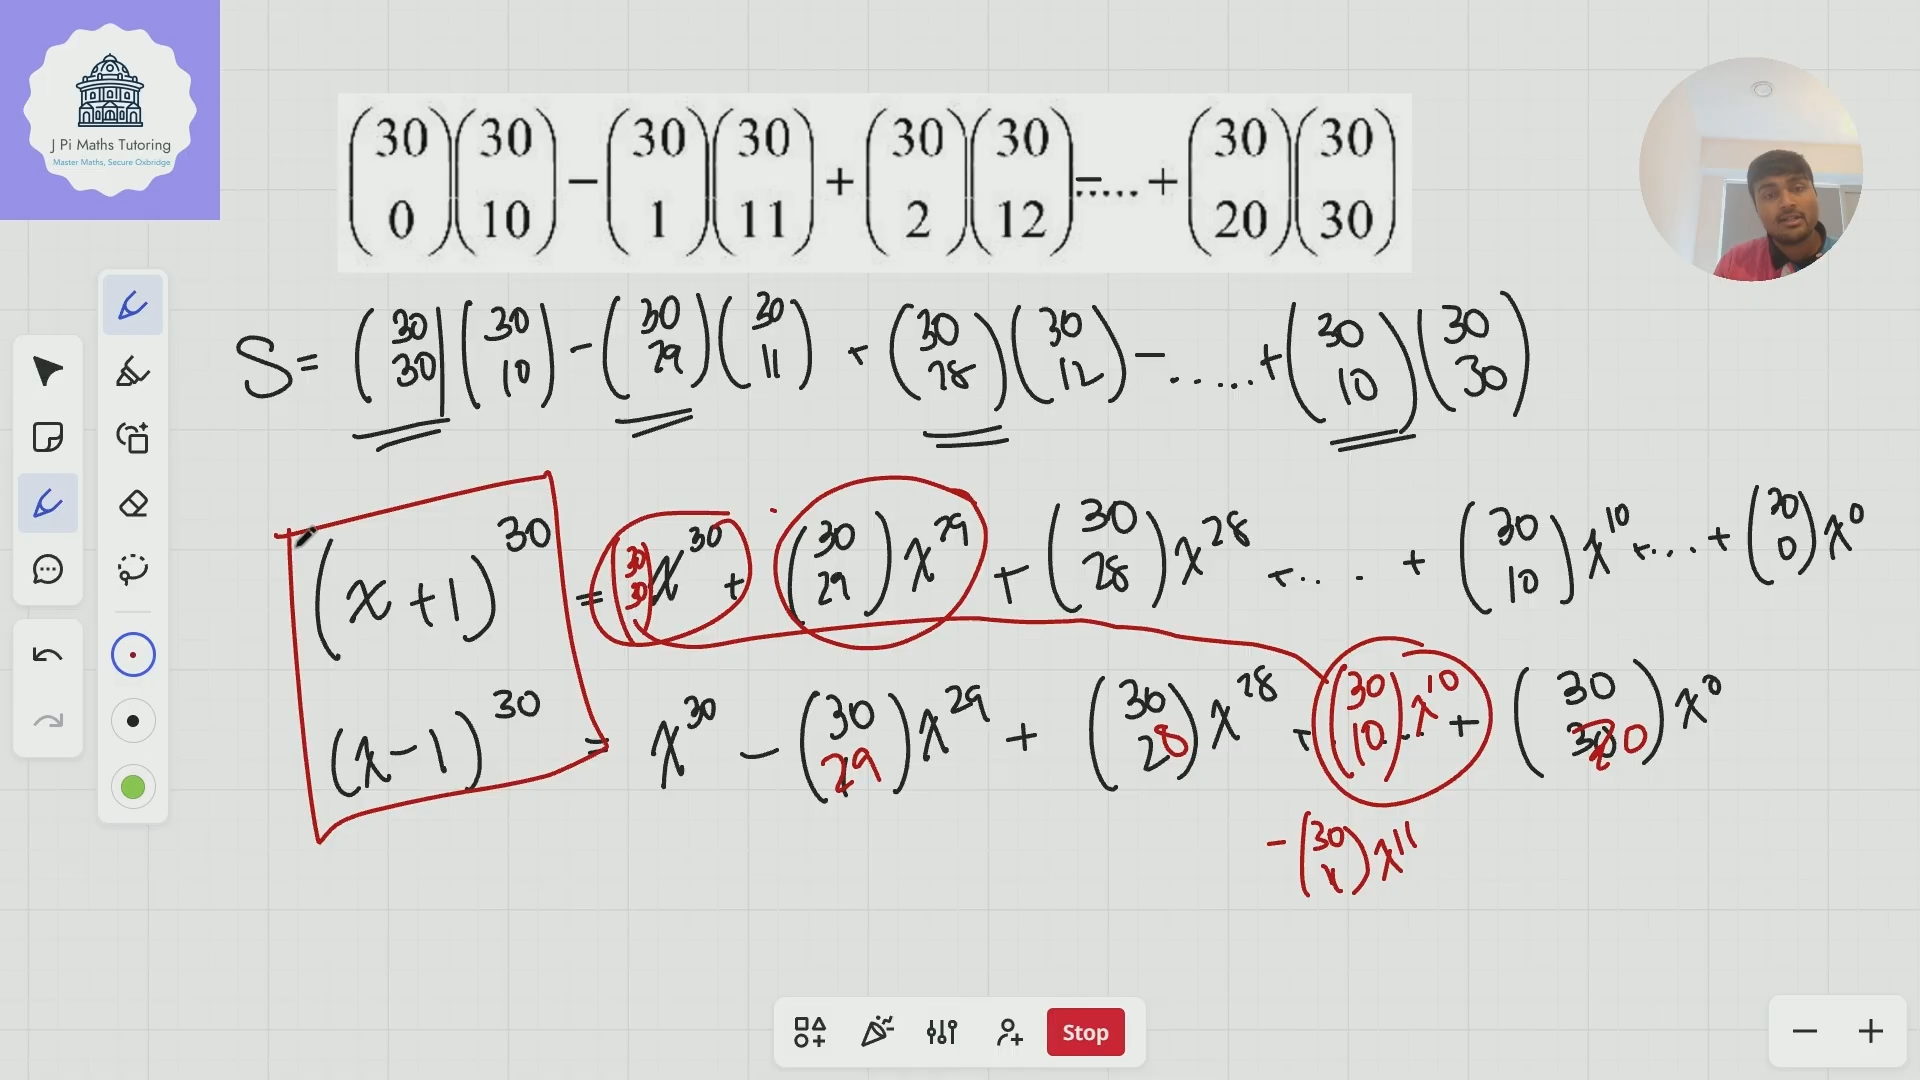 J Pi Maths Tutoring
Master Maths, Secure Oxbridge
(30 0)(30 10) − (30 1)(30 11) + (30 2)(30 12) −..... + (30 20)(30 30)
S = (30 30)(30 10) − (30 29)(30 11) + (30 28)(30 12) − ..... + (30 10)(30 30)
(x+1)^30 = (30 30)x^30 + (30 29)x^29 + (30 28)x^28 + ... . + (30 10)x^10 + .... + (30 0)x^0
(x−1)^30 = x^30 − (30 29)x^29 + (30 28)x^28 + (30 10)x^10 + (30 0)x^0
− (30 11)x^11
Stop